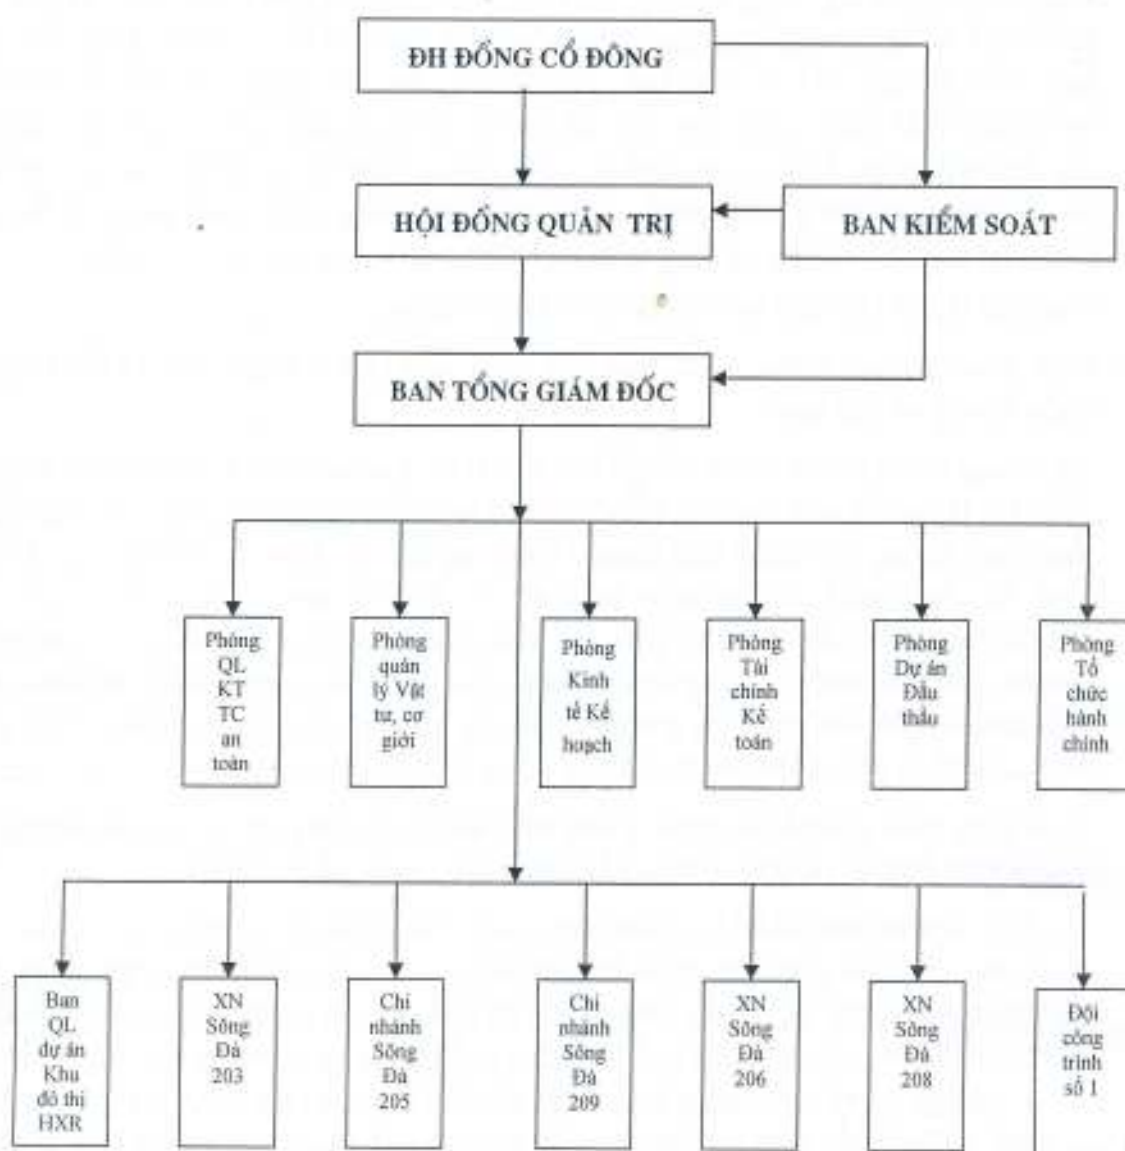 ĐH ĐỒNG CỔ ĐÔNG
HỘI ĐỒNG QUẢN TRỊ
BAN KIỂM SOÁT
BAN TỔNG GIÁM ĐỐC
Phòng
QL
KT
TC
an
toàn
Phòng
quản
lý Vật
tư, cơ
giới
Phòng
Kinh
tế Kế
hoạch
Phòng
Tài
chính
Kế
toán
Phòng
Dự án
Đấu
thầu
Phòng
Tổ
chức
hành
chính
Ban
QL
dự án
Khu
đô thị
HXR
XN
Sông
Đà
203
Chi
nhánh
Sông
Đà
205
Chi
nhánh
Sông
Đà
209
XN
Sông
Đà
206
XN
Sông
Đà
208
Đội
công
trình
số 1